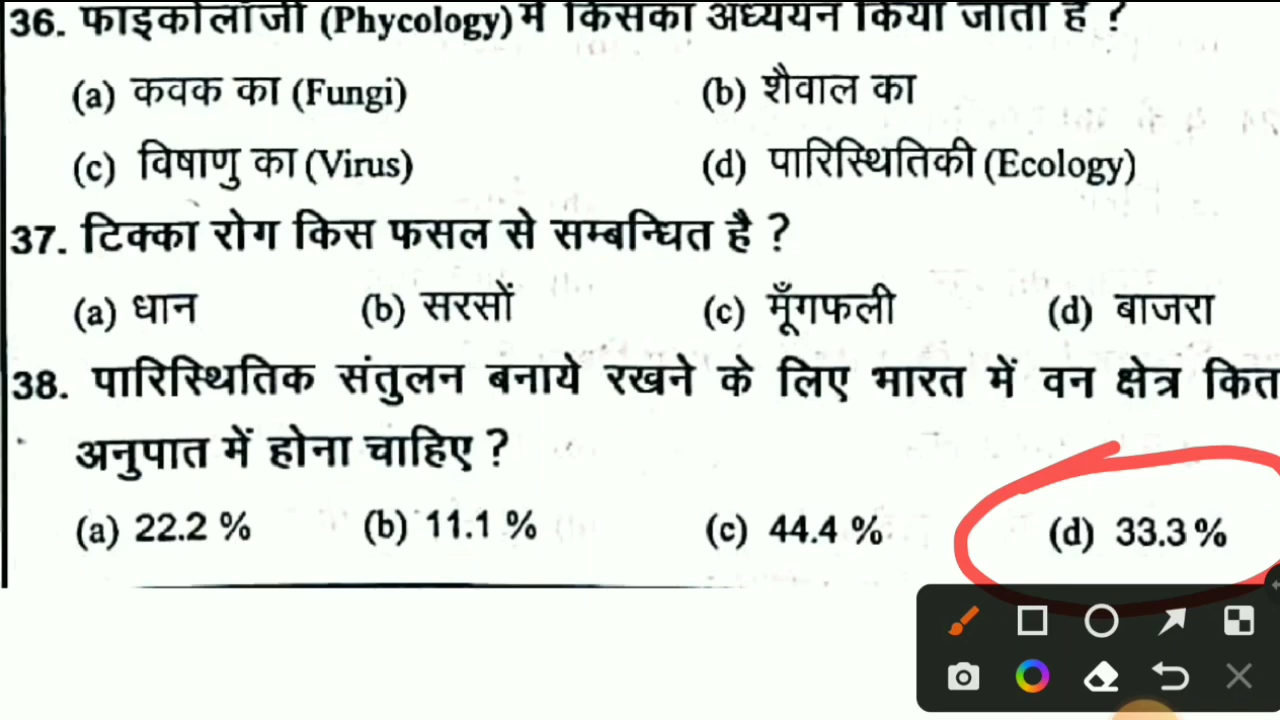 36. फाइकोलॉजी (Phycology) में किसका अध्ययन किया जाता है ?
(a) कवक का (Fungi) (b) शैवाल का
(c) विषाणु का (Virus) (d) पारिस्थितिकी (Ecology)
37. टिक्का रोग किस फसल से सम्बन्धित है ?
(a) धान (b) सरसों (c) मूँगफली (d) बाजरा
38. पारिस्थितिक संतुलन बनाये रखने के लिए भारत में वन क्षेत्र कित
अनुपात में होना चाहिए ?
(a) 22.2 % (b) 11.1 % (c) 44.4 % (d) 33.3 %